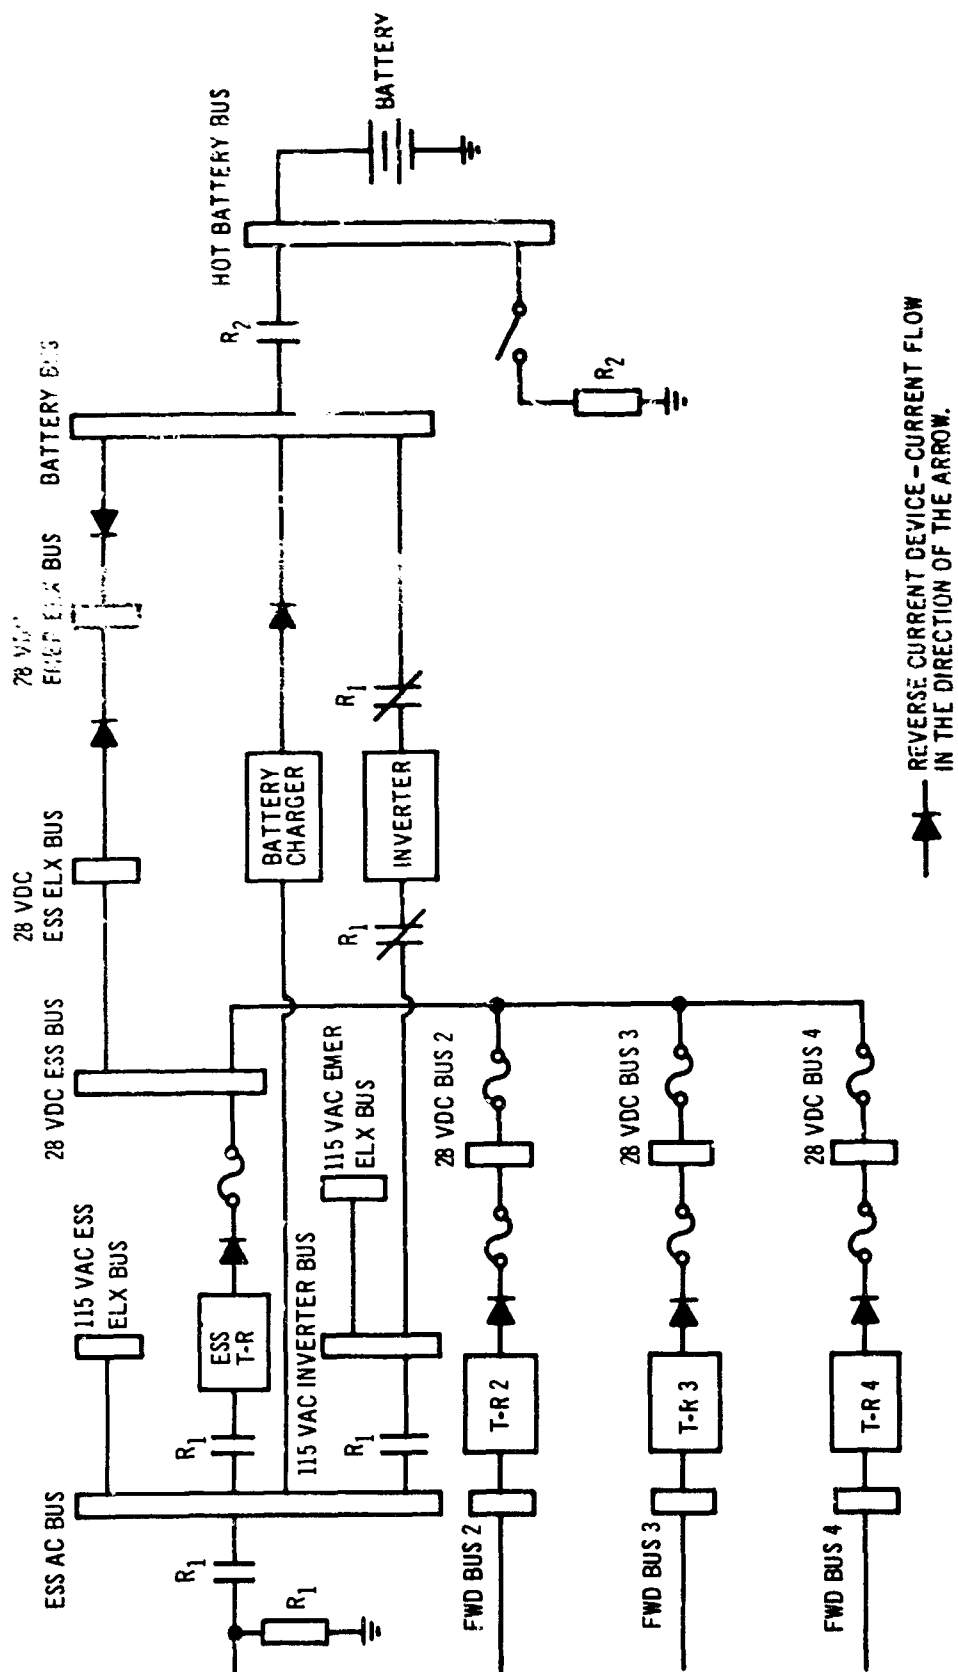 ESS AC BUS
115 VAC ESS
ELX BUS
28 VDC ESS BUS
28 VDC
ESS ELX BUS
ELX BUS
BATTERY
HOT BATTERY BUS
BATTERY
R1
R1
R1
ESS
T-R
115 VAC INVERTER BUS
R1
115 VAC EMER
ELX BUS
R1
BATTERY
CHARGER
INVERTER
R1
R2
R2
FWD BUS 2
T-R 2
28 VDC BUS 2
FWD BUS 3
T-R 3
28 VDC BUS 3
FWD BUS 4
T-R 4
28 VDC BUS 4
REVERSE CURRENT DEVICE-CURRENT FLOW
IN THE DIRECTION OF THE ARROW.